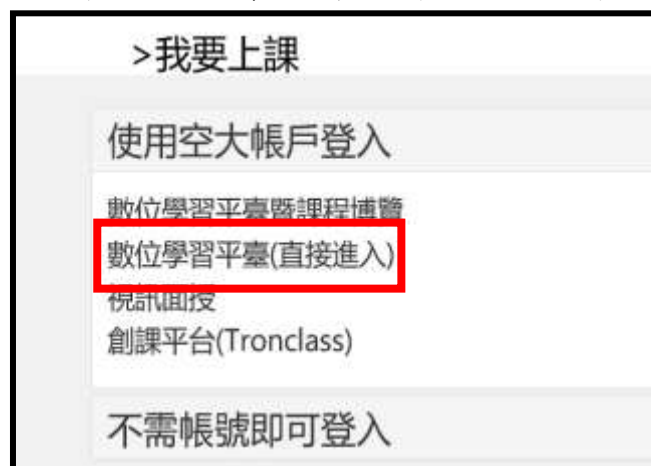 >我要上課
使用空大帳戶登入
數位學習平臺暨課程博覽
數位學習平臺(直接進入)
視訊面授
創課平台(Tronclass)
不需帳號即可登入